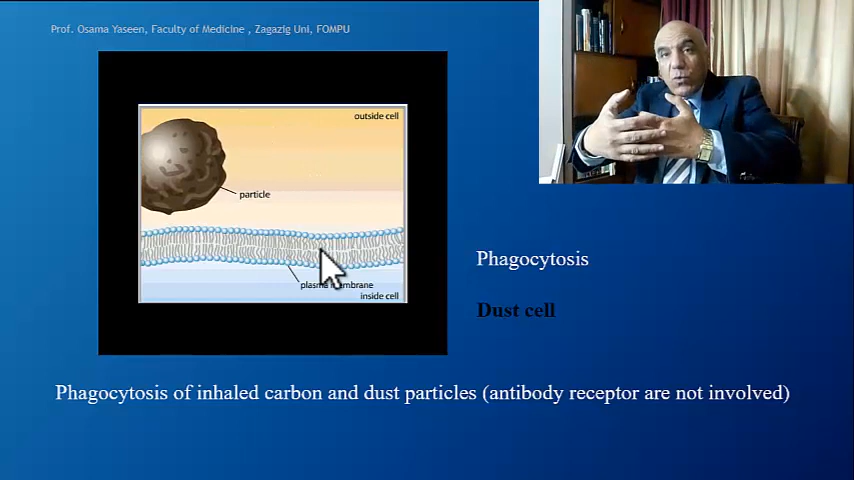 Prof. Osama Yaseen, Faculty of Medicine , Zagazig Uni, FOMPU
outside cell
particle
plasma membrane
inside cell
Phagocytosis
Dust cell
Phagocytosis of inhaled carbon and dust particles (antibody receptor are not involved)